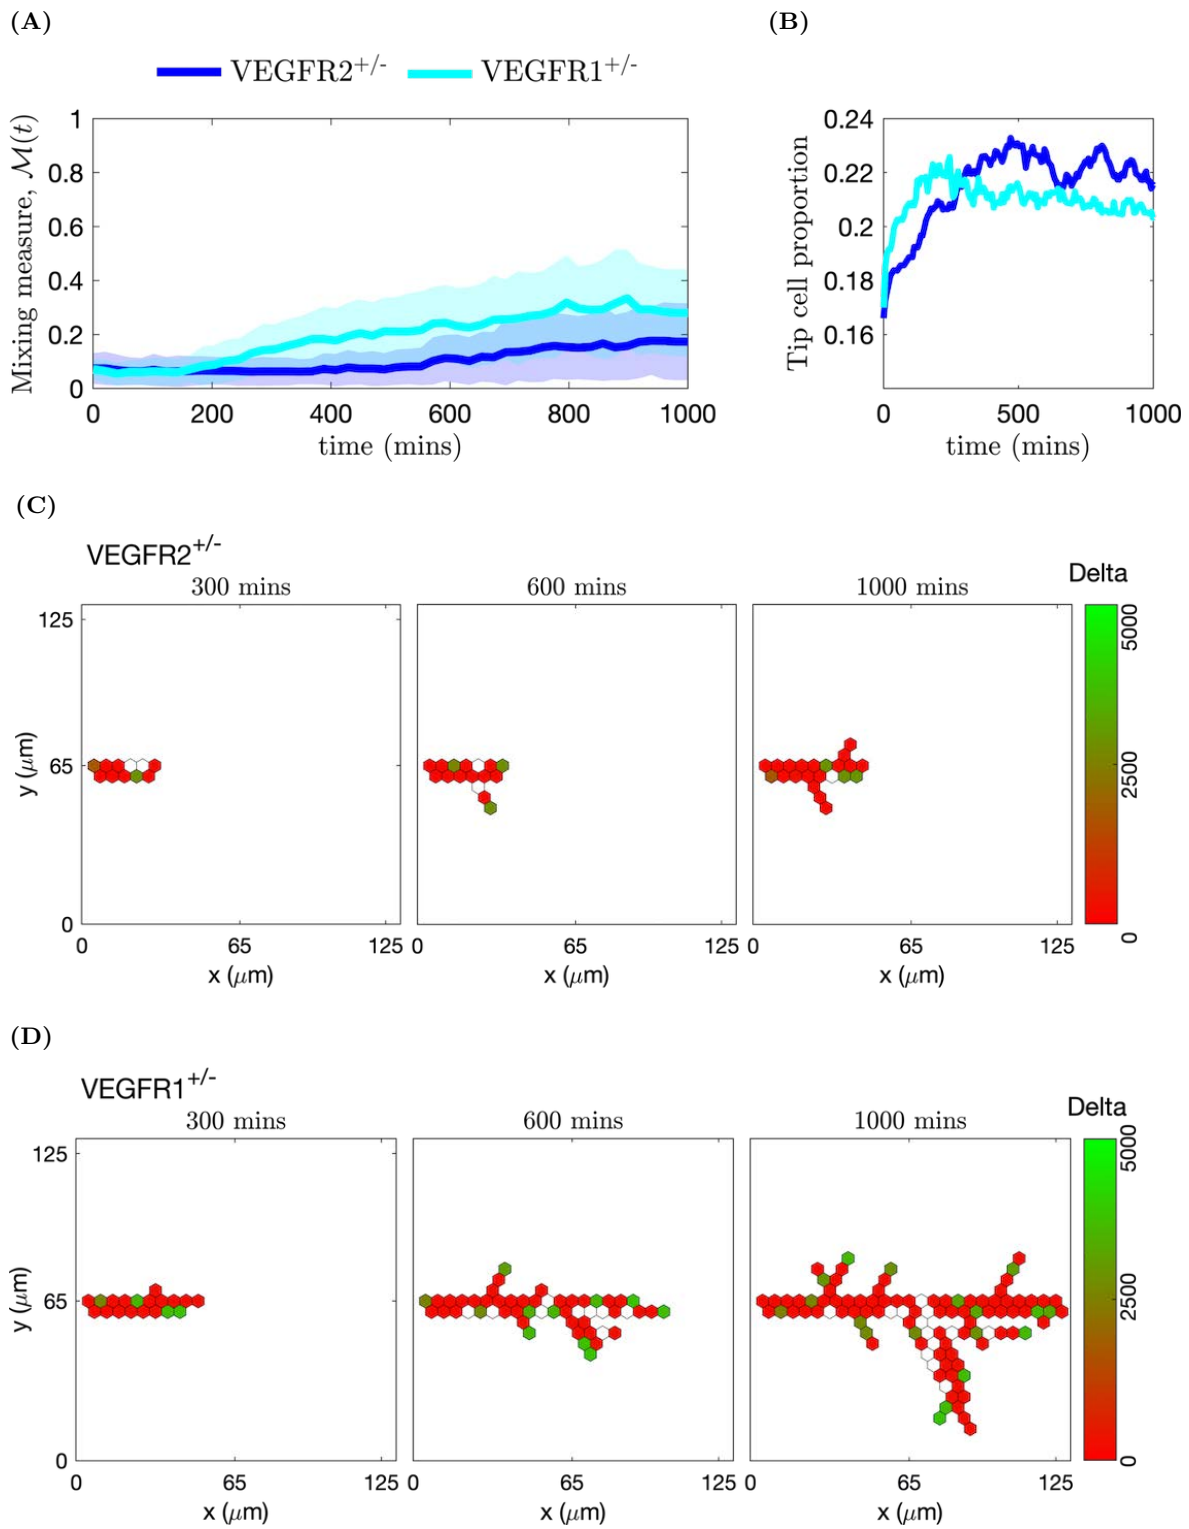 (A)
(B)
VEGFR2+/-
VEGFR1+/-
Mixing measure, M(t)
1
0.8
0.6
0.4
0.2
0
0 200 400 600 800 1000
time (mins)
Tip cell proportion
0.24
0.22
0.2
0.18
0.16
0 500 1000
time (mins)
(C)
VEGFR2+/-
300 mins
600 mins
1000 mins
Delta
y (μm)
125
65
0
0 65 125
x (μm)
0 65 125
x (μm)
0 65 125
x (μm)
5000
2500
0
(D)
VEGFR1+/-
300 mins
600 mins
1000 mins
Delta
y (μm)
125
65
0
0 65 125
x (μm)
0 65 125
x (μm)
0 65 125
x (μm)
5000
2500
0